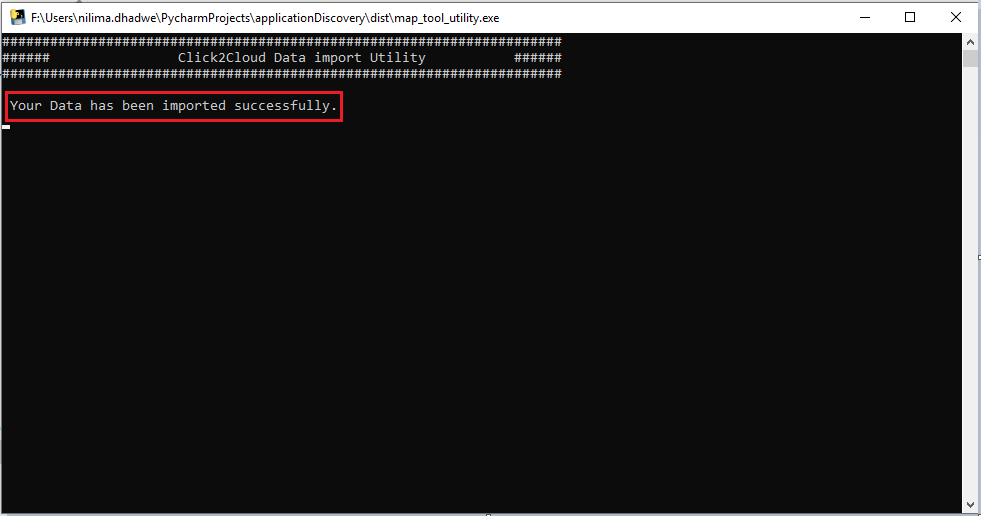 F:\Users\nilima.dhadwe\PycharmProjects\applicationDiscovery\dist\map_tool_utility.exe
######################################################################
###### Click2Cloud Data import Utility ######
######################################################################
Your Data has been imported successfully.